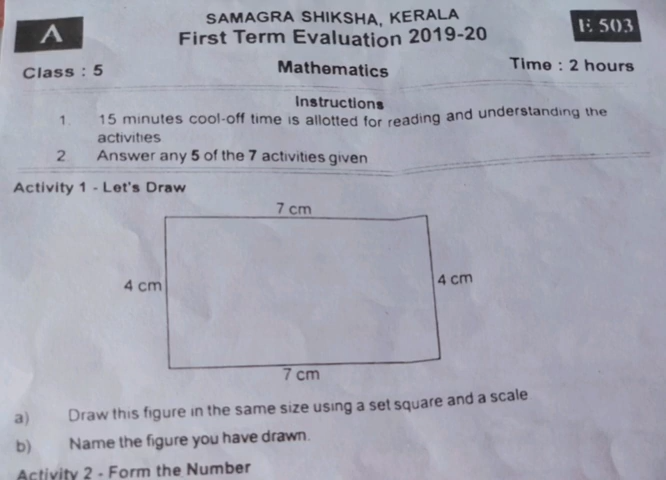 A
SAMAGRA SHIKSHA, KERALA
E 503
First Term Evaluation 2019-20
Class : 5
Mathematics
Time : 2 hours
Instructions
1 15 minutes cool-off time is allotted for reading and understanding the
activities
2 Answer any 5 of the 7 activities given
Activity 1 - Let's Draw
7 cm
4 cm
4 cm
7 cm
a) Draw this figure in the same size using a set square and a scale
b) Name the figure you have drawn.
Activity 2 - Form the Number